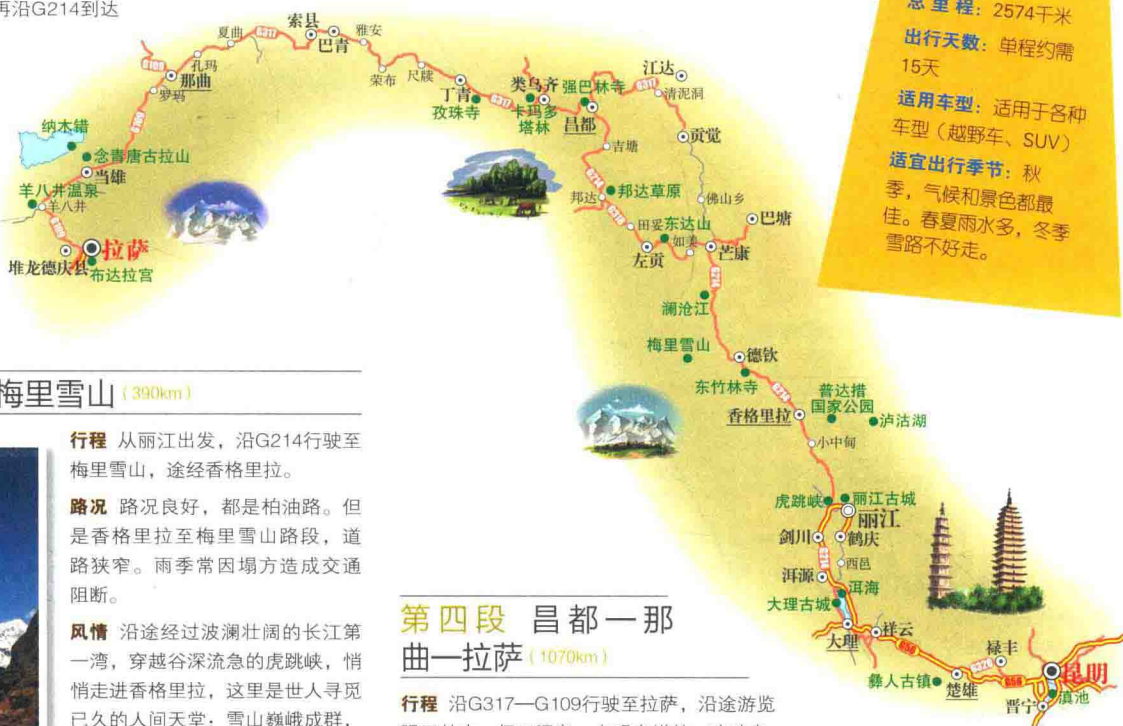 再沿G214到达
总里程：2574千米
出行天数：单程约需
15天
适用车型：适用于各种
车型（越野车、SUV）
适宜出行季节：秋
季，气候和景色都最
佳。春夏雨水多，冬季
雪路不好走。
索县
巴青
雅安
夏曲
G317
孔玛
那曲
G109
罗玛
荣布
尺牍
丁青
孜珠寺
G317
类乌齐
卡玛多
塔林
强巴林寺
昌都
江达
G317
清泥洞
贡觉
吉塘
纳木错
念青唐古拉山
当雄
羊八井温泉
羊八井
拉萨
堆龙德庆县
布达拉宫
邦达
邦达草原
G214
G318
田妥
东达山
如美
左贡
佛山乡
巴塘
芒康
G214
澜沧江
梅里雪山
德钦
东竹林寺
G214
香格里拉
普达措
国家公园
泸沽湖
小中甸
虎跳峡
丽江古城
丽江
剑川
鹤庆
G214
西邑
洱源
洱海
大理古城
大理
祥云
G56
彝人古镇
楚雄
G320
禄丰
G56
昆明
滇池
晋宁
梅里雪山（390km）
行程 从丽江出发，沿G214行驶至
梅里雪山，途经香格里拉。
路况 路况良好，都是柏油路。但
是香格里拉至梅里雪山路段，道
路狭窄。雨季常因塌方造成交通
阻断。
风情 沿途经过波澜壮阔的长江第
一湾，穿越谷深流急的虎跳峡，悄
悄走进香格里拉，这里是世人寻觅
已久的人间天堂：雪山巍峨成群，
第四段 昌都—那
曲—拉萨（1070km）
行程 沿G317—G109行驶至拉萨，沿途游览